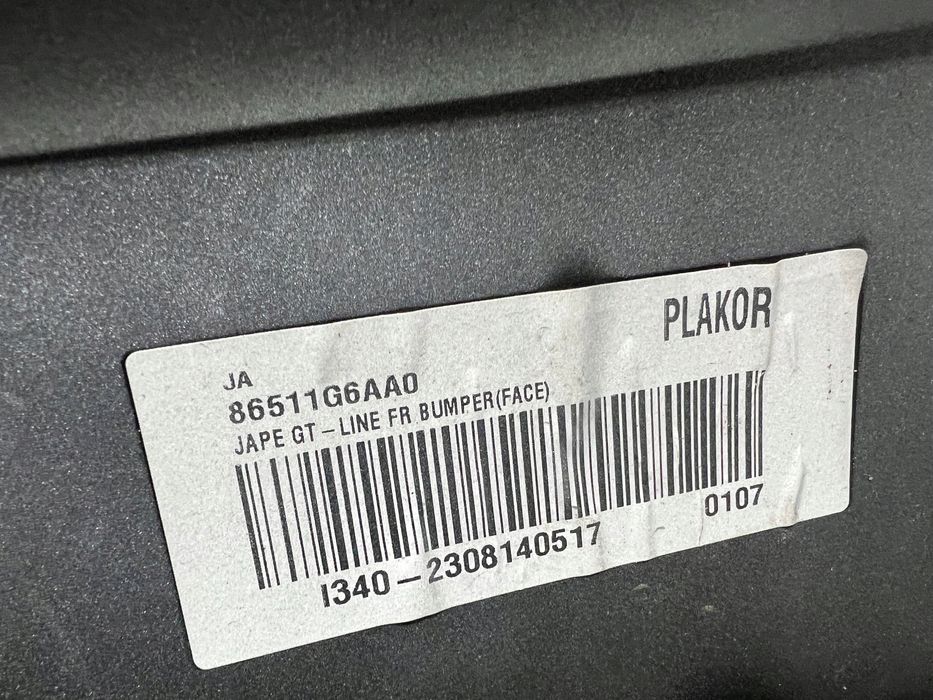 PLAKOR
JA
86511G6AA0
JAPE GT-LINE FR BUMPER(FACE)
I340-2308140517
0107